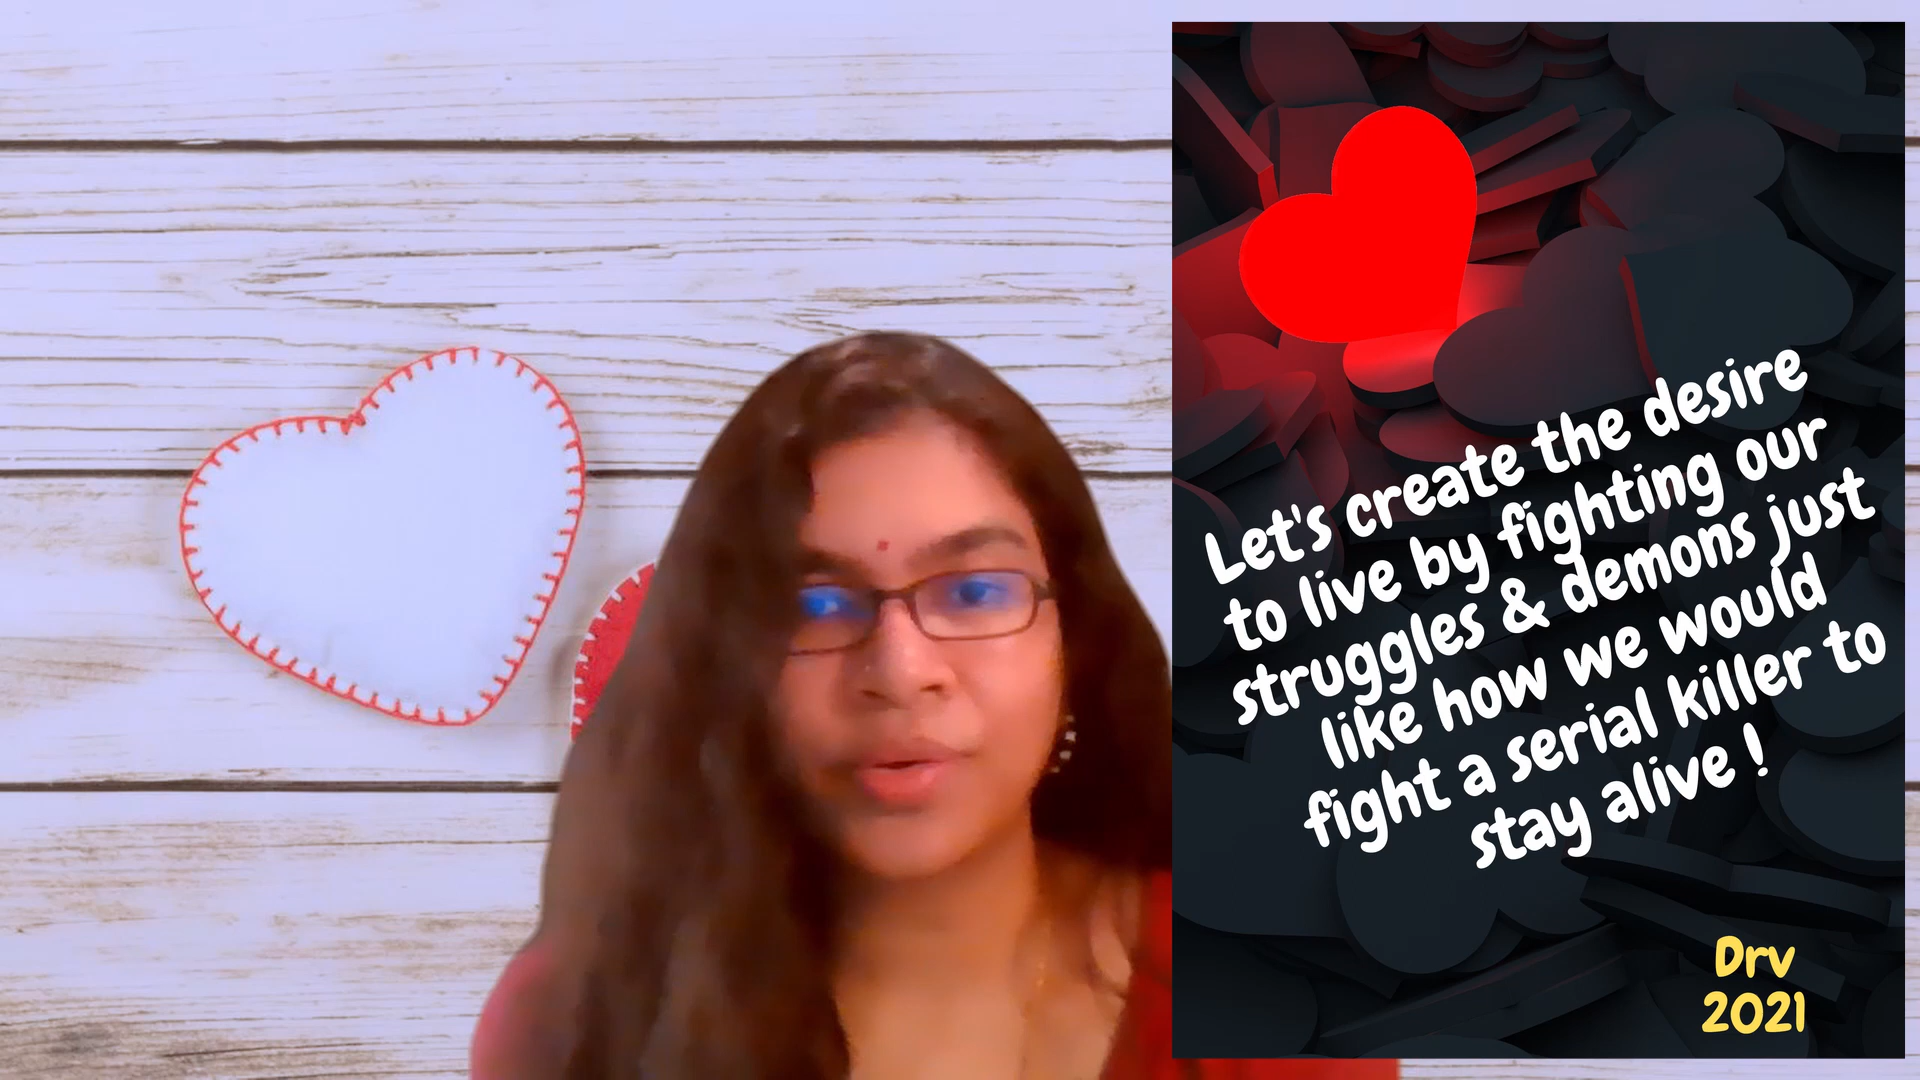 Let's create the desire
to live by fighting our
struggles & demons just
like how we would
fight a serial killer to
stay alive !
Drv
2021